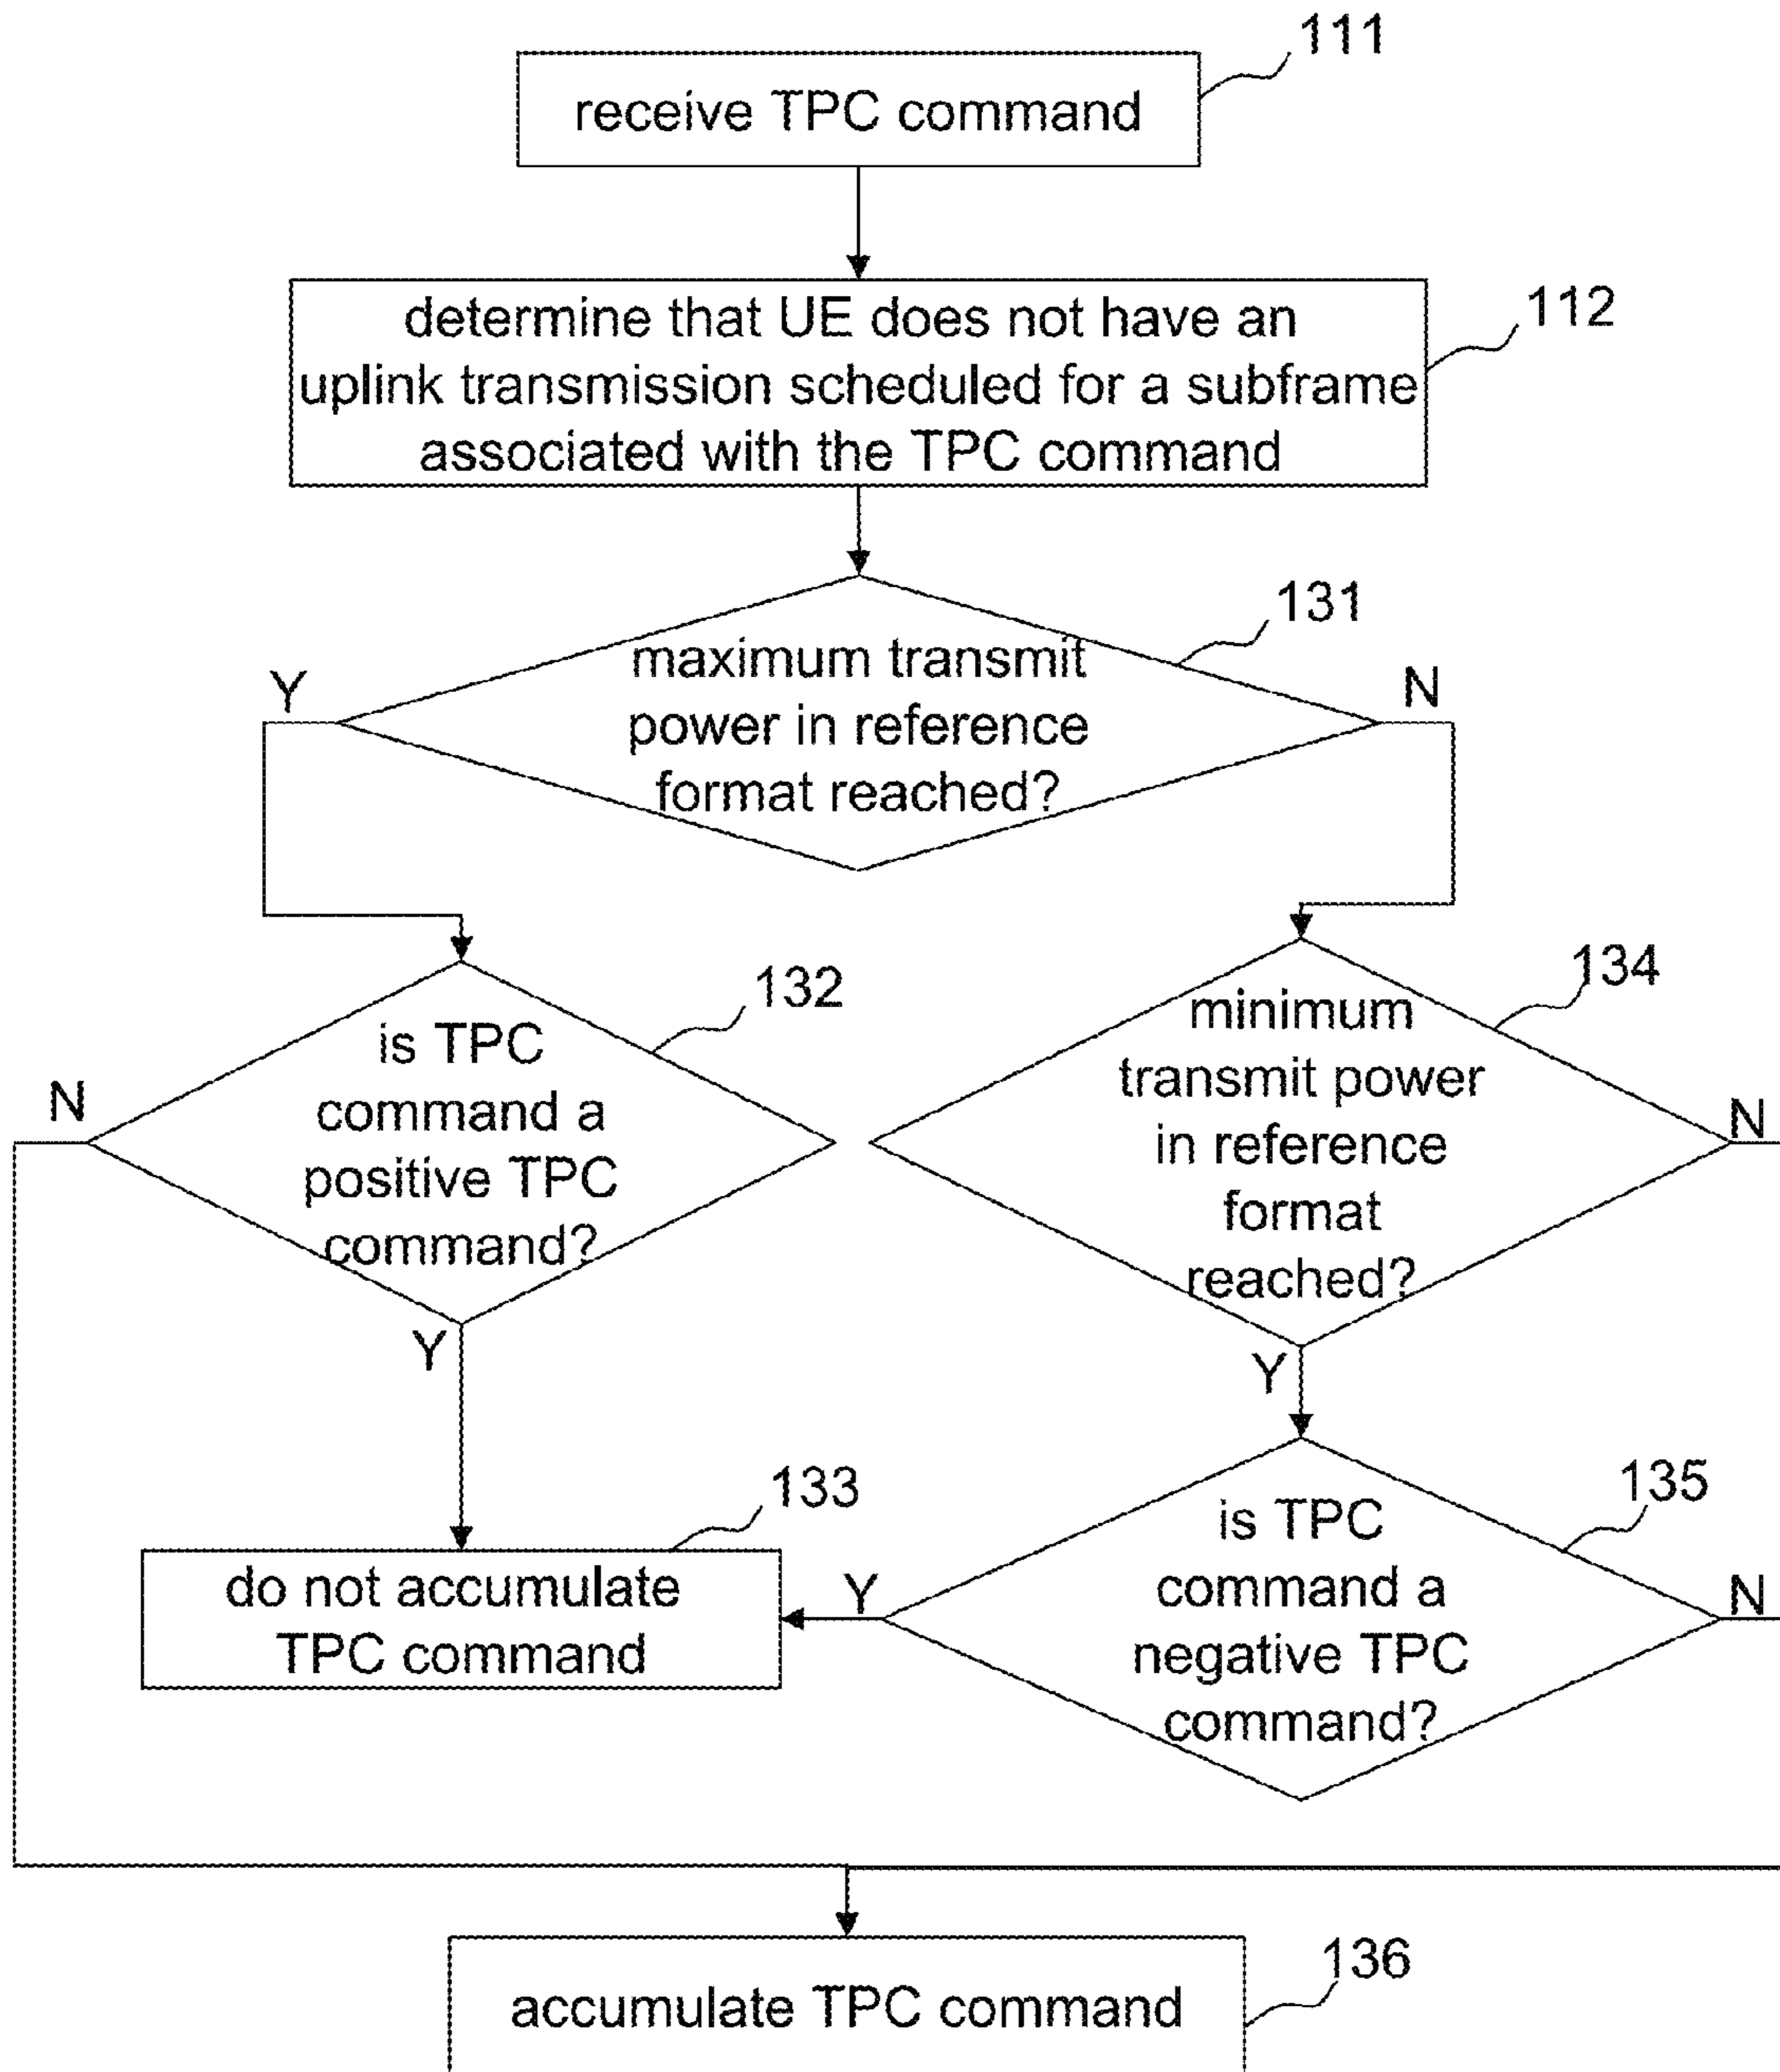 111
receive TPC command
112
determine that UE does not have an
uplink transmission scheduled for a subframe
associated with the TPC command
131
maximum transmit
power in reference
format reached?
Y
N
132
is TPC
command a
positive TPC
command?
N
Y
134
minimum
transmit power
in reference
format
reached?
N
Y
133
do not accumulate
TPC command
135
is TPC
command a
negative TPC
command?
Y
N
136
accumulate TPC command